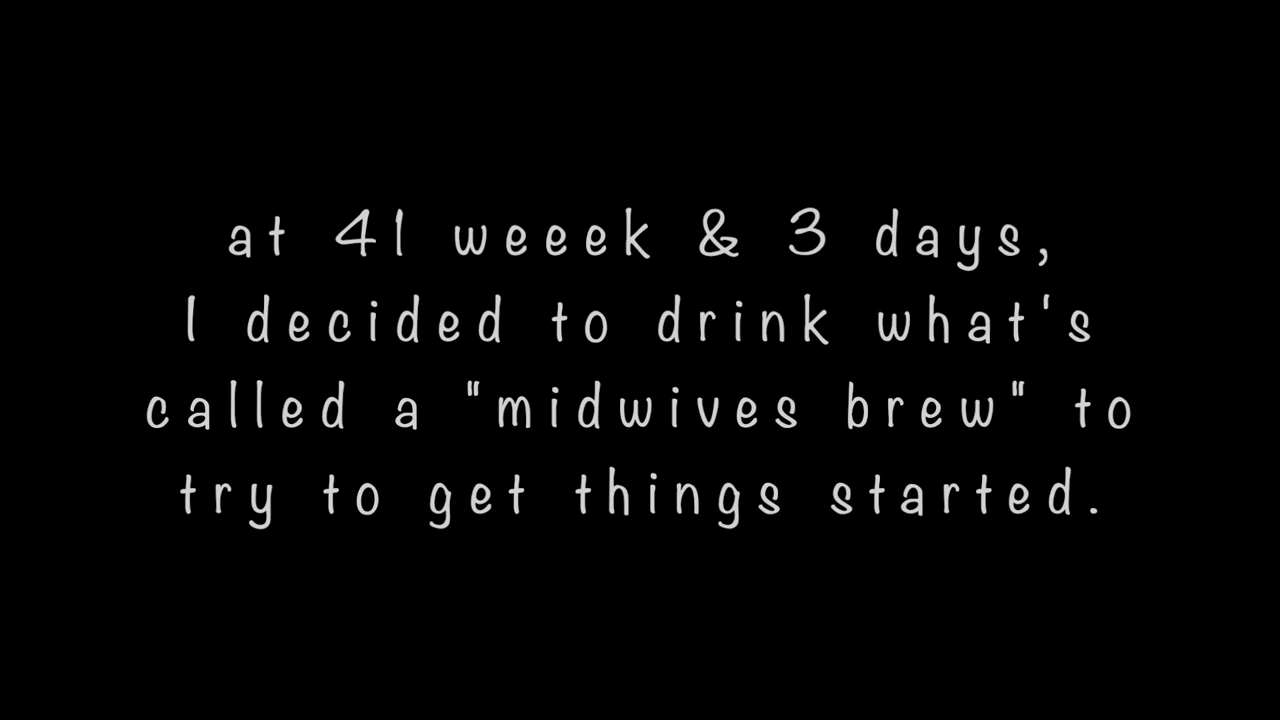 at 41 weeek & 3 days,
I decided to drink what's
called a "midwives brew" to
try to get things started.